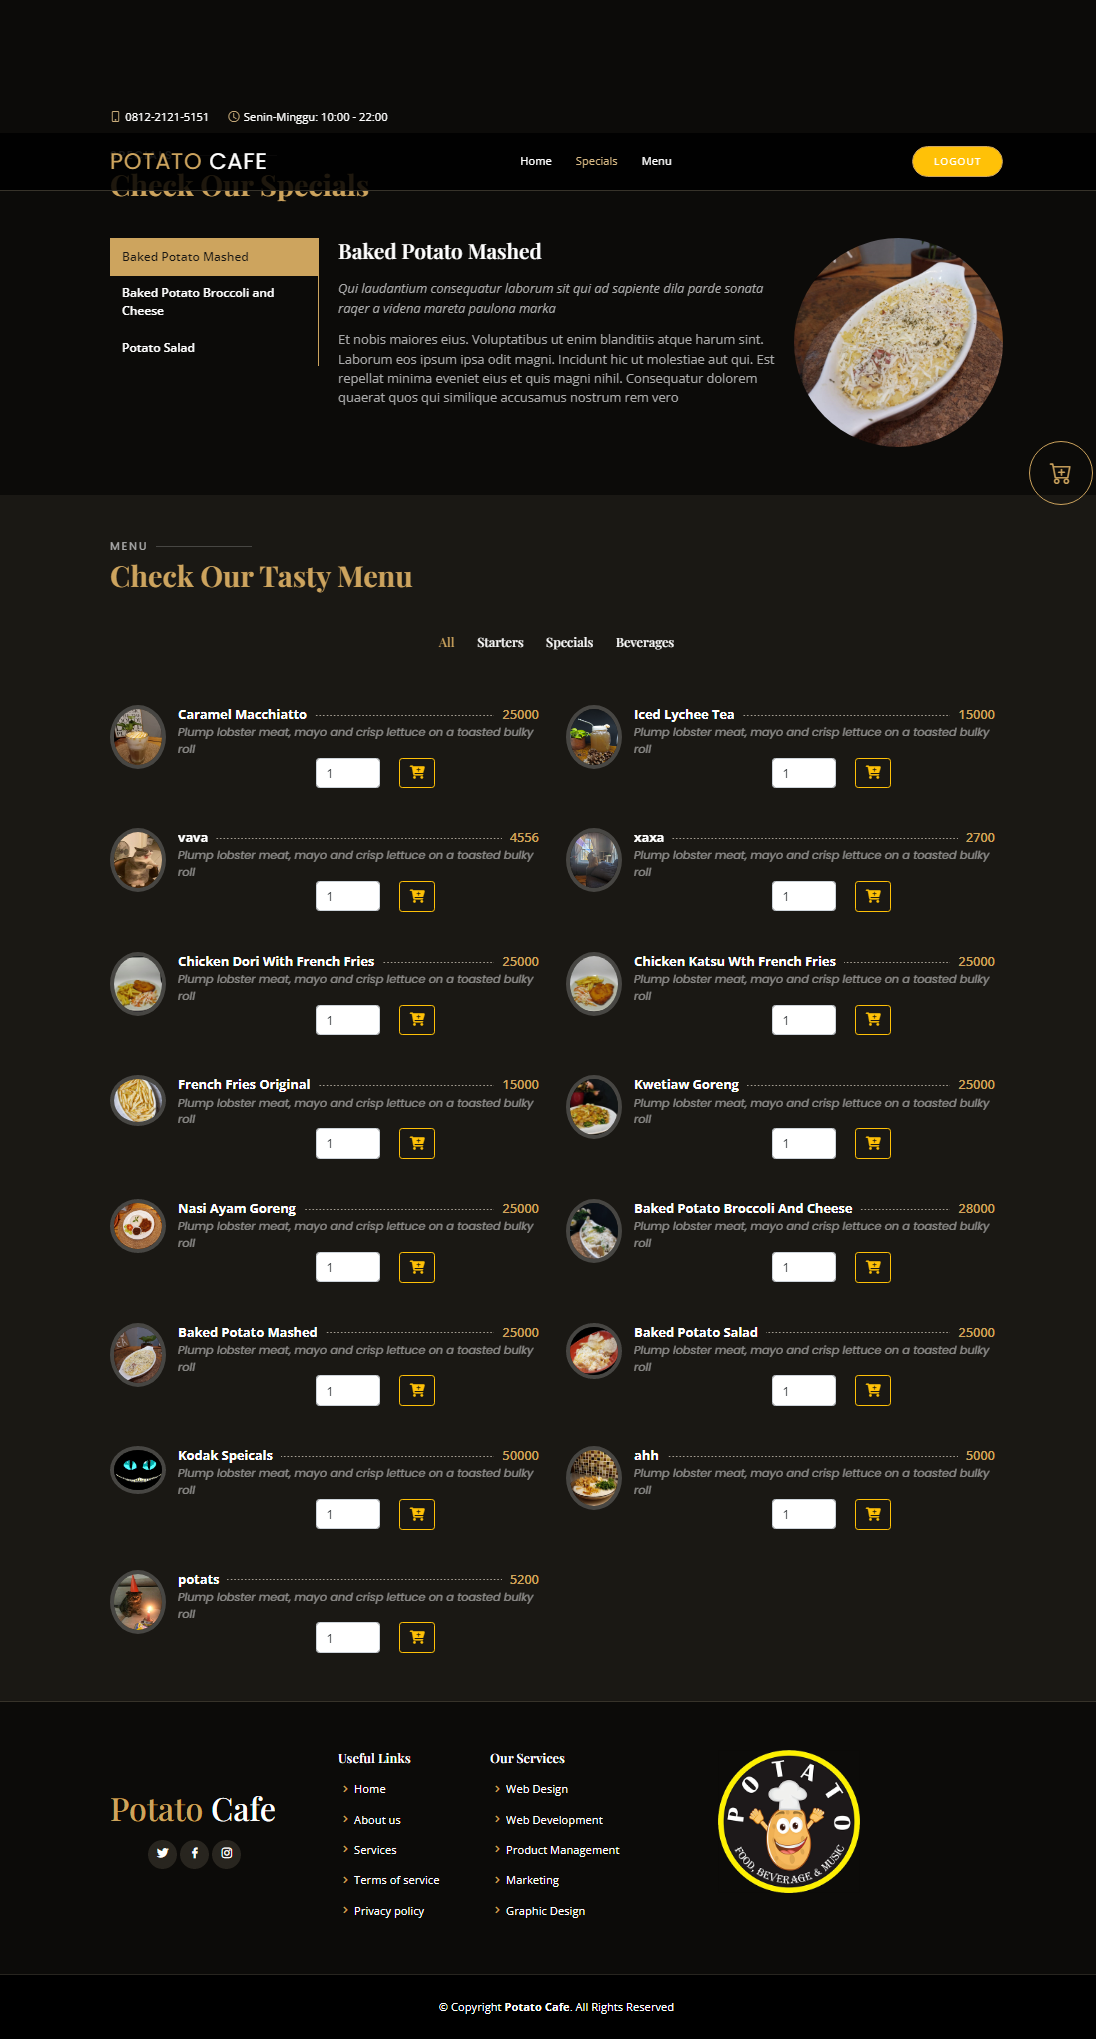 0812-2121-5151 Senin-Minggu: 10:00 - 22:00
POTATO CAFE Home Specials Menu LOGOUT
Check Our Specials
Baked Potato Mashed
Baked Potato Broccoli and
Cheese
Potato Salad
Baked Potato Mashed
Qui laudantium consequatur laborum sit qui ad sapiente dila parde sonata
raqer a videna mareta paulona marka
Et nobis maiores eius. Voluptatibus ut enim blanditiis atque harum sint.
Laborum eos ipsum ipsa odit magni. Incidunt hic ut molestiae aut qui. Est
repellat minima eveniet eius et quis magni nihil. Consequatur dolorem
quaerat quos qui similique accusamus nostrum rem vero
MENU
Check Our Tasty Menu
All Starters Specials Beverages
Caramel Macchiatto 25000
Plump lobster meat, mayo and crisp lettuce on a toasted bulky
roll
1
Iced Lychee Tea 15000
Plump lobster meat, mayo and crisp lettuce on a toasted bulky
roll
1
vava 4556
Plump lobster meat, mayo and crisp lettuce on a toasted bulky
roll
1
xaxa 2700
Plump lobster meat, mayo and crisp lettuce on a toasted bulky
roll
1
Chicken Dori With French Fries 25000
Plump lobster meat, mayo and crisp lettuce on a toasted bulky
roll
1
Chicken Katsu Wth French Fries 25000
Plump lobster meat, mayo and crisp lettuce on a toasted bulky
roll
1
French Fries Original 15000
Plump lobster meat, mayo and crisp lettuce on a toasted bulky
roll
1
Kwetiaw Goreng 25000
Plump lobster meat, mayo and crisp lettuce on a toasted bulky
roll
1
Nasi Ayam Goreng 25000
Plump lobster meat, mayo and crisp lettuce on a toasted bulky
roll
1
Baked Potato Broccoli And Cheese 28000
Plump lobster meat, mayo and crisp lettuce on a toasted bulky
roll
1
Baked Potato Mashed 25000
Plump lobster meat, mayo and crisp lettuce on a toasted bulky
roll
1
Baked Potato Salad 25000
Plump lobster meat, mayo and crisp lettuce on a toasted bulky
roll
1
Kodak Speicals 50000
Plump lobster meat, mayo and crisp lettuce on a toasted bulky
roll
1
ahh 5000
Plump lobster meat, mayo and crisp lettuce on a toasted bulky
roll
1
potats 5200
Plump lobster meat, mayo and crisp lettuce on a toasted bulky
roll
1
Potato Cafe
Useful Links
Home
About us
Services
Terms of service
Privacy policy
Our Services
Web Design
Web Development
Product Management
Marketing
Graphic Design
POTATO
FOOD, BEVERAGE & MUSIC
© Copyright Potato Cafe. All Rights Reserved